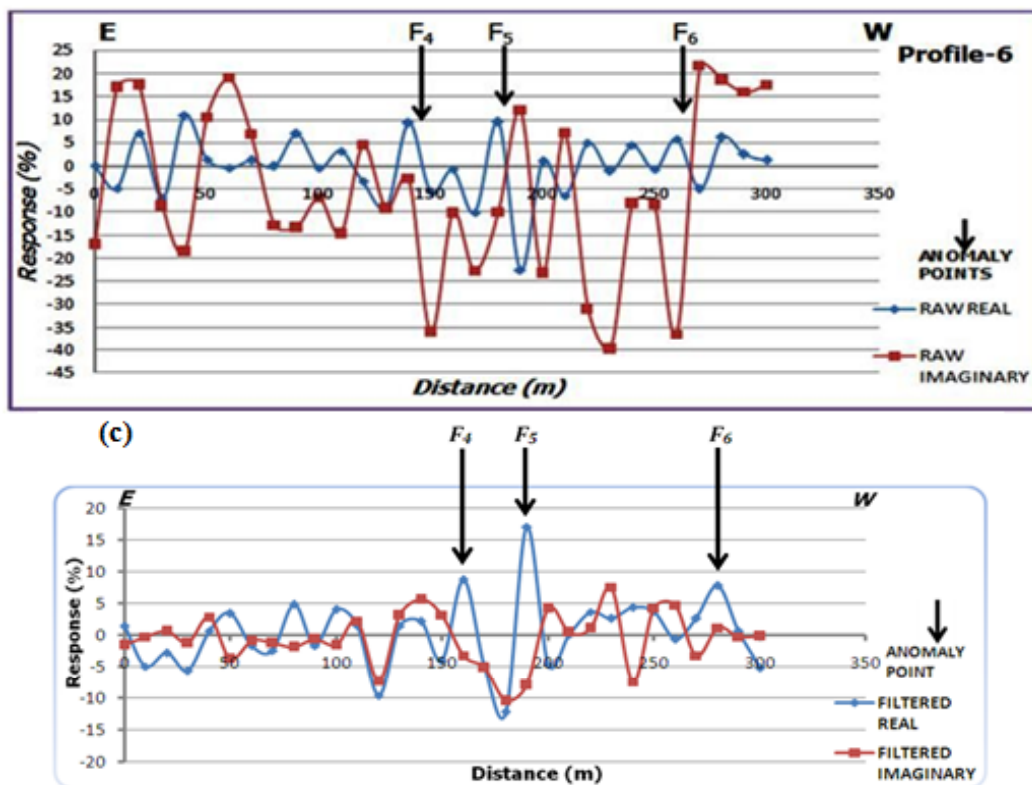 E F4 F5 F6 W
Profile-6
25
20
15
10
5
0
-5
-10
-15
-20
-25
-30
-35
-40
-45
0 50 100 150 200 250 300 350
Response (%)
Distance (m)
ANOMALY
POINTS
RAW REAL
RAW
IMAGINARY
(c) F4 F5 F6
E W
20
15
10
5
0
-5
-10
-15
-20
0 50 100 150 200 250 300 350
Response (%)
Distance (m)
ANOMALY
POINT
FILTERED
REAL
FILTERED
IMAGINARY